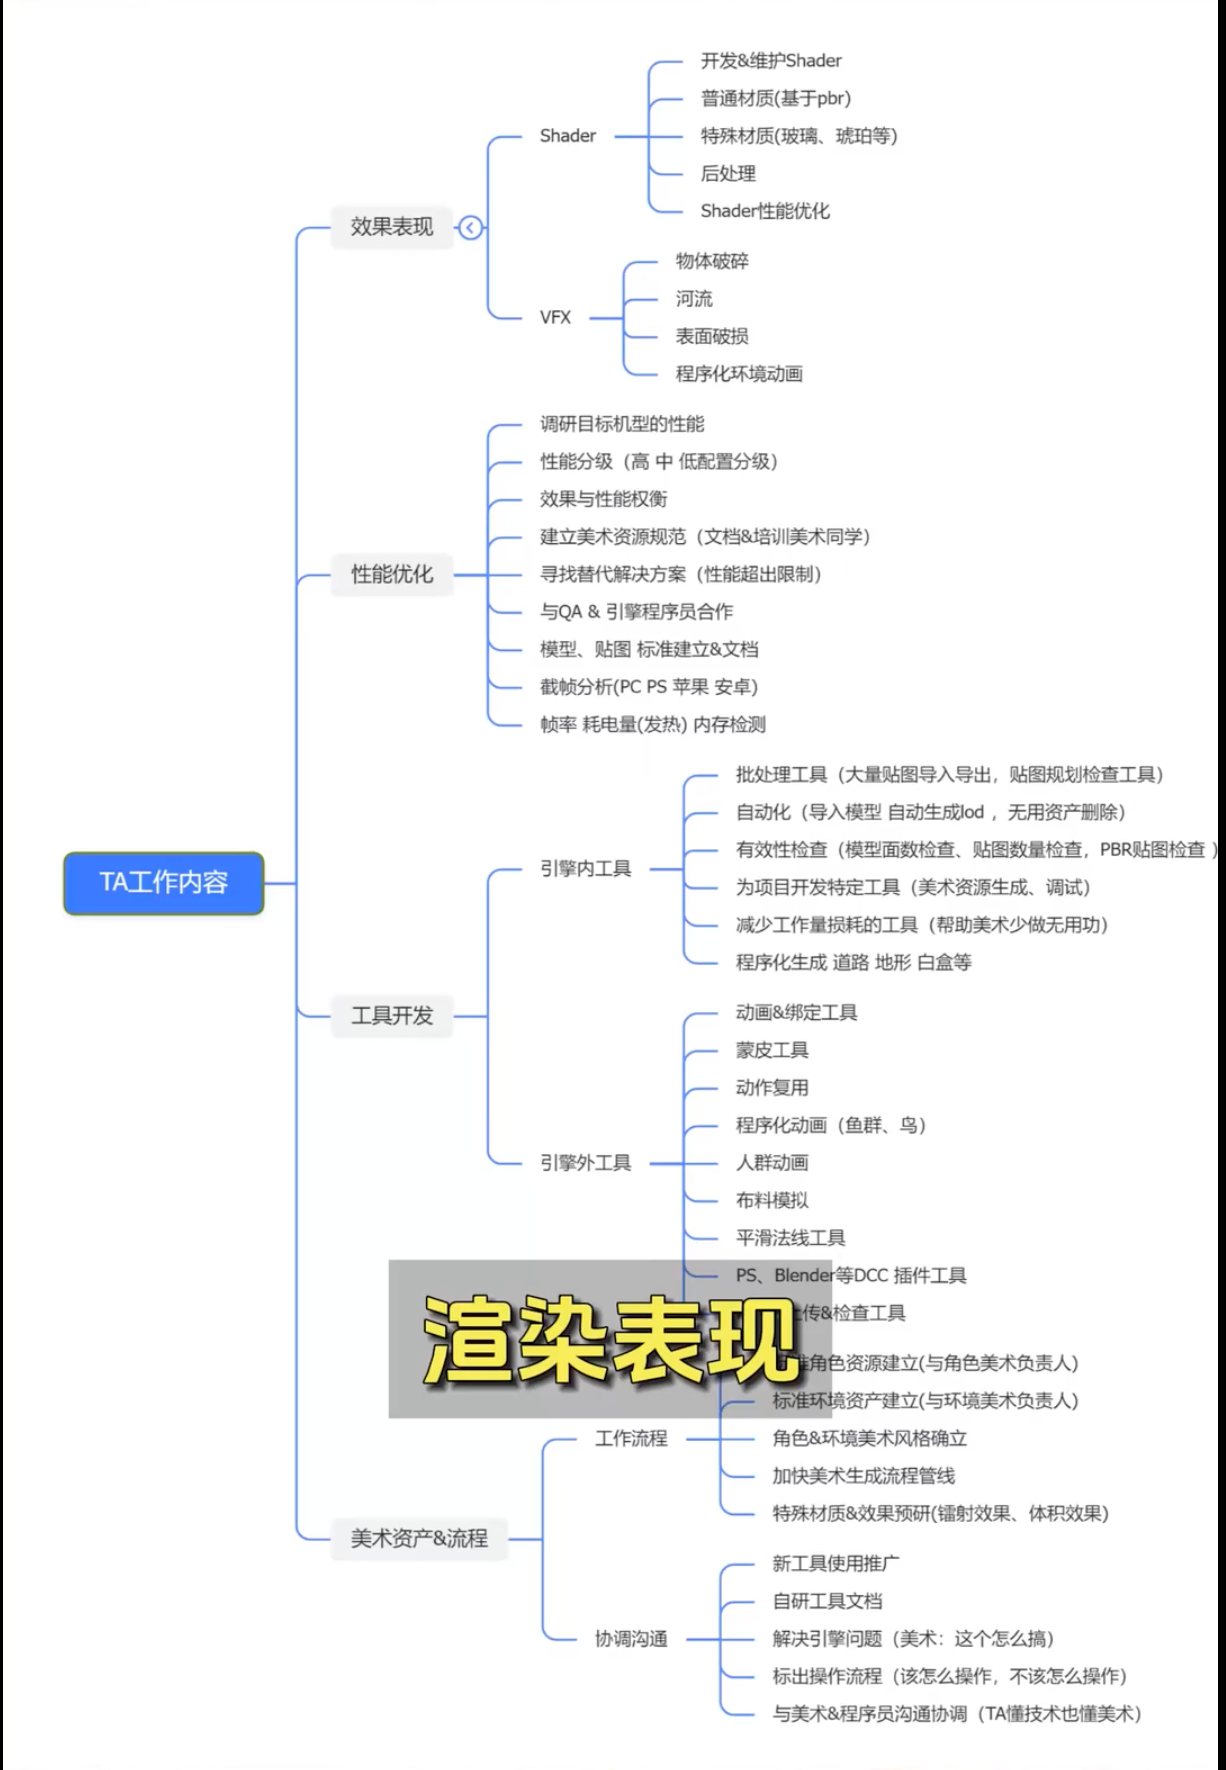 开发&维护Shader
普通材质(基于pbr)
Shader
特殊材质(玻璃、琥珀等)
后处理
Shader性能优化
效果表现
物体破碎
河流
VFX
表面破损
程序化环境动画
调研目标机型的性能
性能分级（高 中 低配置分级）
效果与性能权衡
建立美术资源规范（文档&培训美术同学）
性能优化
寻找替代解决方案（性能超出限制）
与QA & 引擎程序员合作
模型、贴图 标准建立&文档
截帧分析(PC PS 苹果 安卓)
帧率 耗电量(发热) 内存检测
批处理工具（大量贴图导入导出，贴图规划检查工具）
自动化（导入模型 自动生成lod ，无用资产删除）
有效性检查（模型面数检查、贴图数量检查，PBR贴图检查 ）
引擎内工具
为项目开发特定工具（美术资源生成、调试）
减少工作量损耗的工具（帮助美术少做无用功）
程序化生成 道路 地形 白盒等
TA工作内容
工具开发
动画&绑定工具
蒙皮工具
动作复用
程序化动画（鱼群、鸟）
引擎外工具
人群动画
布料模拟
平滑法线工具
PS、Blender等DCC 插件工具
上传&检查工具
渲染表现
准角色资源建立(与角色美术负责人)
标准环境资产建立(与环境美术负责人)
工作流程
角色&环境美术风格确立
加快美术生成流程管线
特殊材质&效果预研(镭射效果、体积效果)
美术资产&流程
新工具使用推广
自研工具文档
协调沟通
解决引擎问题（美术：这个怎么搞）
标出操作流程（该怎么操作，不该怎么操作）
与美术&程序员沟通协调（TA懂技术也懂美术）